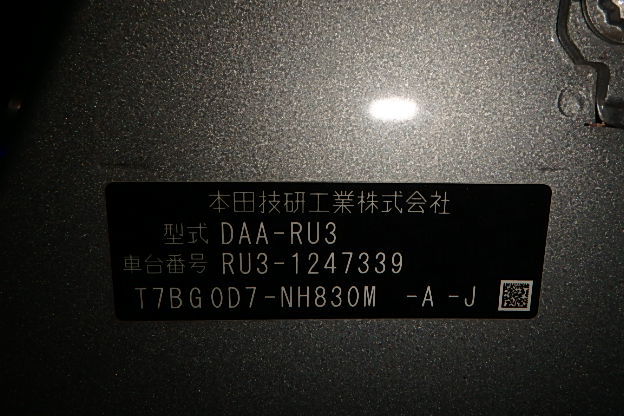 本田技研工業株式会社
型式 DAA-RU3
車台番号 RU3-1247339
T7BG0D7-NH830M -A-J